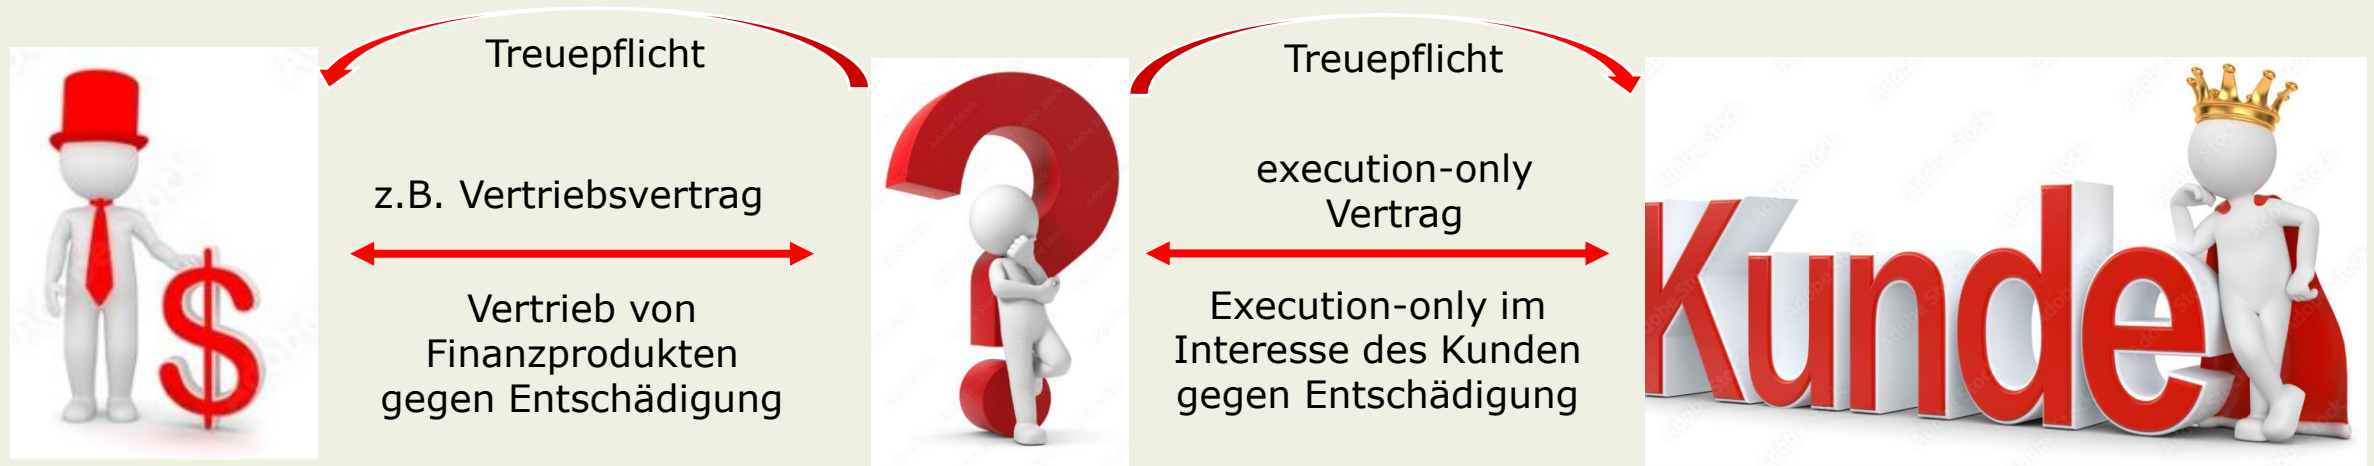 Treuepflicht
z.B. Vertriebsvertrag
Vertrieb von
Finanzprodukten
gegen Entschädigung
$
?
Treuepflicht
execution-only
Vertrag
Execution-only im
Interesse des Kunden
gegen Entschädigung
Kunde